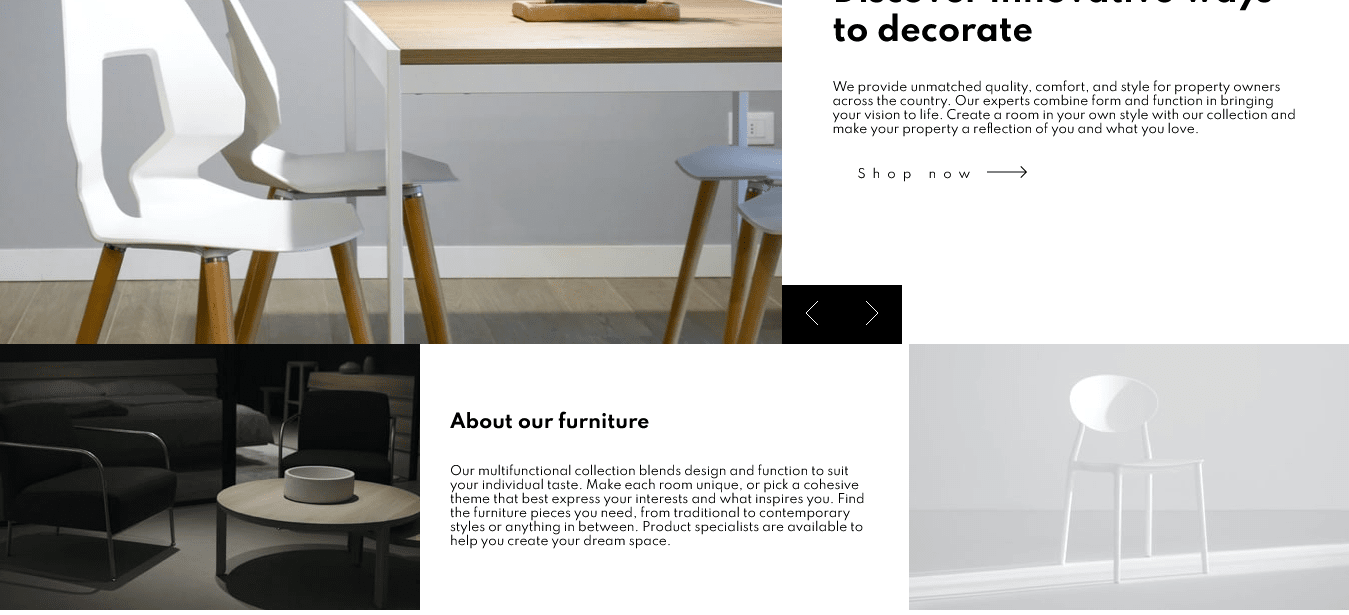 Discover innovative ways
to decorate
We provide unmatched quality, comfort, and style for property owners
across the country. Our experts combine form and function in bringing
your vision to life. Create a room in your own style with our collection and
make your property a reflection of you and what you love.
Shop now
About our furniture
Our multifunctional collection blends design and function to suit
your individual taste. Make each room unique, or pick a cohesive
theme that best express your interests and what inspires you. Find
the furniture pieces you need, from traditional to contemporary
styles or anything in between. Product specialists are available to
help you create your dream space.